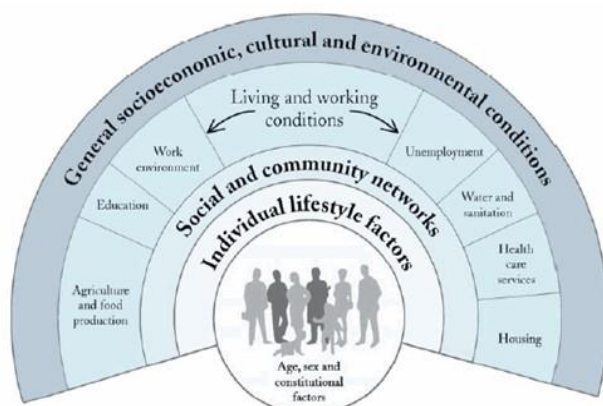 General socioeconomic, cultural and environmental conditions
Living and working
conditions
Agriculture and food
production
Education
Work
environment
Unemployment
Water and
sanitation
Health
care
services
Housing
Social and community networks
Individual lifestyle factors
Age, sex and
constitutional
factors